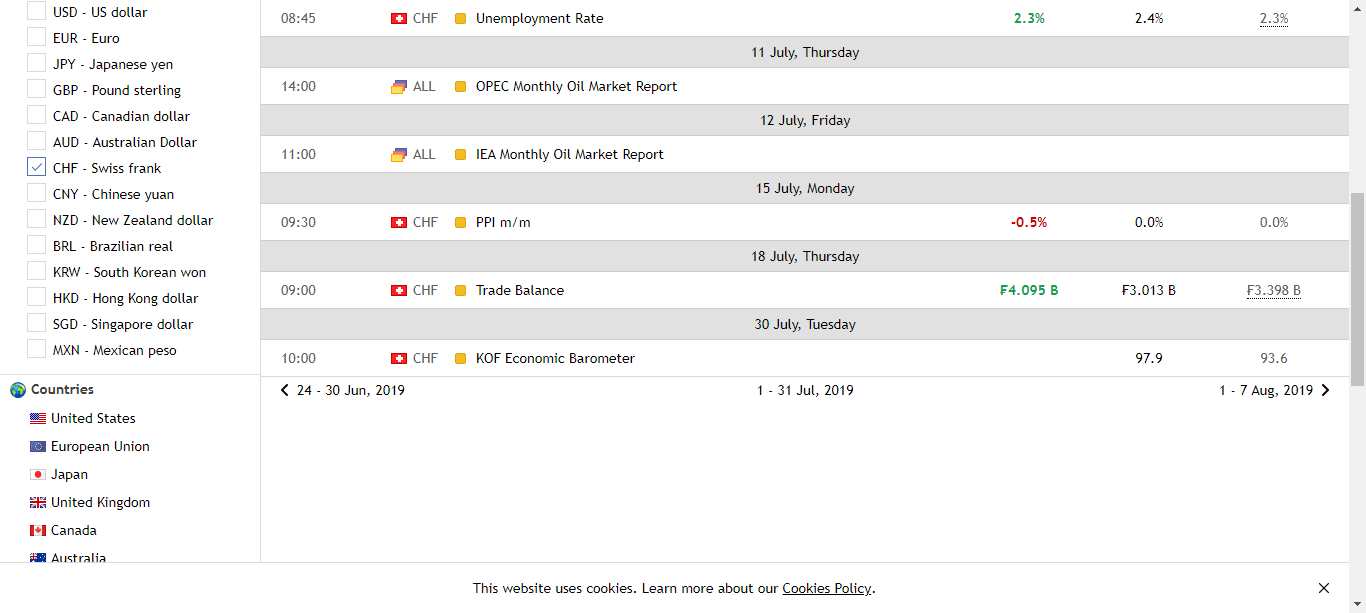 USD - US dollar
EUR - Euro
JPY - Japanese yen
GBP - Pound sterling
CAD - Canadian dollar
AUD - Australian Dollar
CHF - Swiss frank
CNY - Chinese yuan
NZD - New Zealand dollar
BRL - Brazilian real
KRW - South Korean won
HKD - Hong Kong dollar
SGD - Singapore dollar
MXN - Mexican peso
Countries
United States
European Union
Japan
United Kingdom
Canada
Australia
08:45 CHF Unemployment Rate 2.3% 2.4% 2.3%
11 July, Thursday
14:00 ALL OPEC Monthly Oil Market Report
12 July, Friday
11:00 ALL IEA Monthly Oil Market Report
15 July, Monday
09:30 CHF PPI m/m -0.5% 0.0% 0.0%
18 July, Thursday
09:00 CHF Trade Balance ₣4.095 B ₣3.013 B ₣3.398 B
30 July, Tuesday
10:00 CHF KOF Economic Barometer 97.9 93.6
24 - 30 Jun, 2019 1 - 31 Jul, 2019 1 - 7 Aug, 2019
This website uses cookies. Learn more about our Cookies Policy.